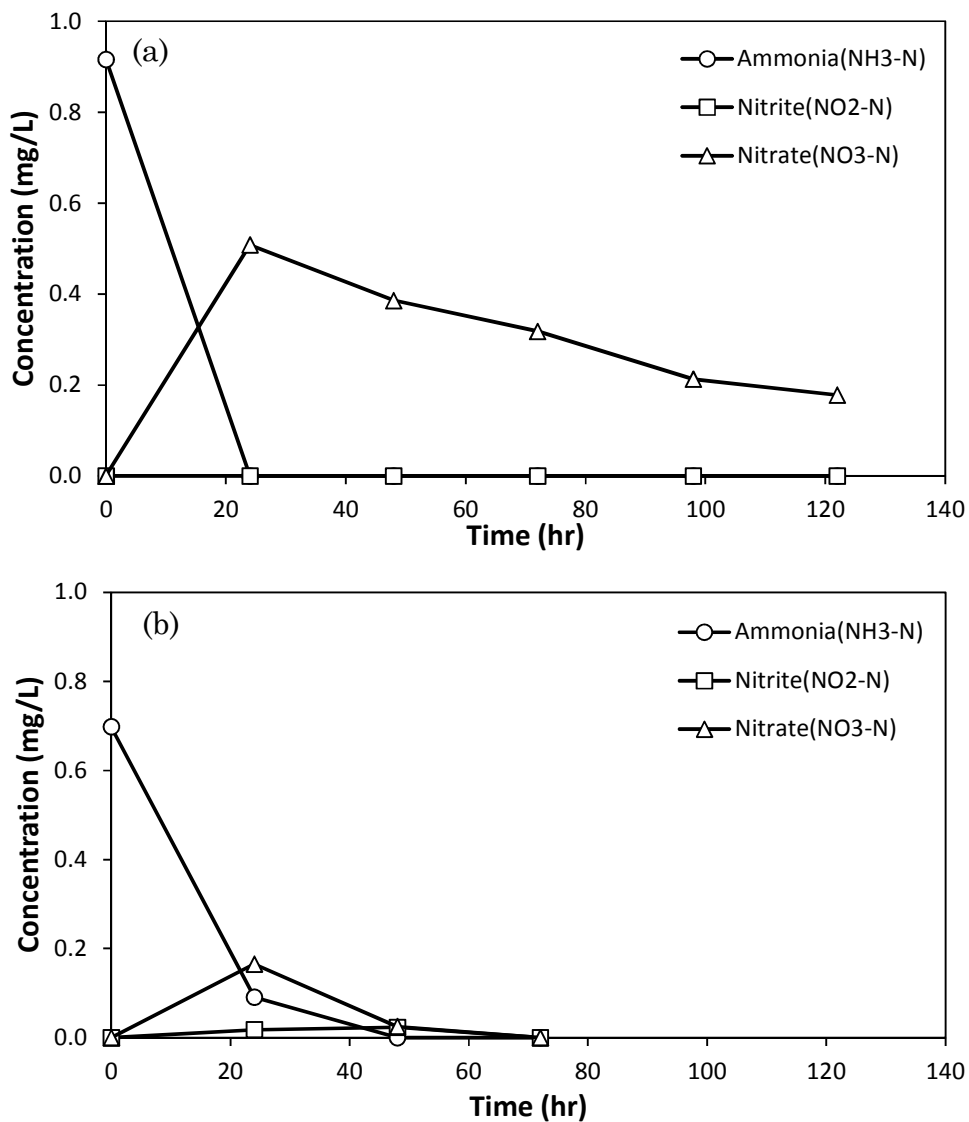 (a)
Ammonia(NH3-N)
Nitrite(NO2-N)
Nitrate(NO3-N)
Concentration (mg/L)
1.0
0.8
0.6
0.4
0.2
0.0
0 20 40 60 80 100 120 140
Time (hr)
(b)
Ammonia(NH3-N)
Nitrite(NO2-N)
Nitrate(NO3-N)
Concentration (mg/L)
1.0
0.8
0.6
0.4
0.2
0.0
0 20 40 60 80 100 120 140
Time (hr)